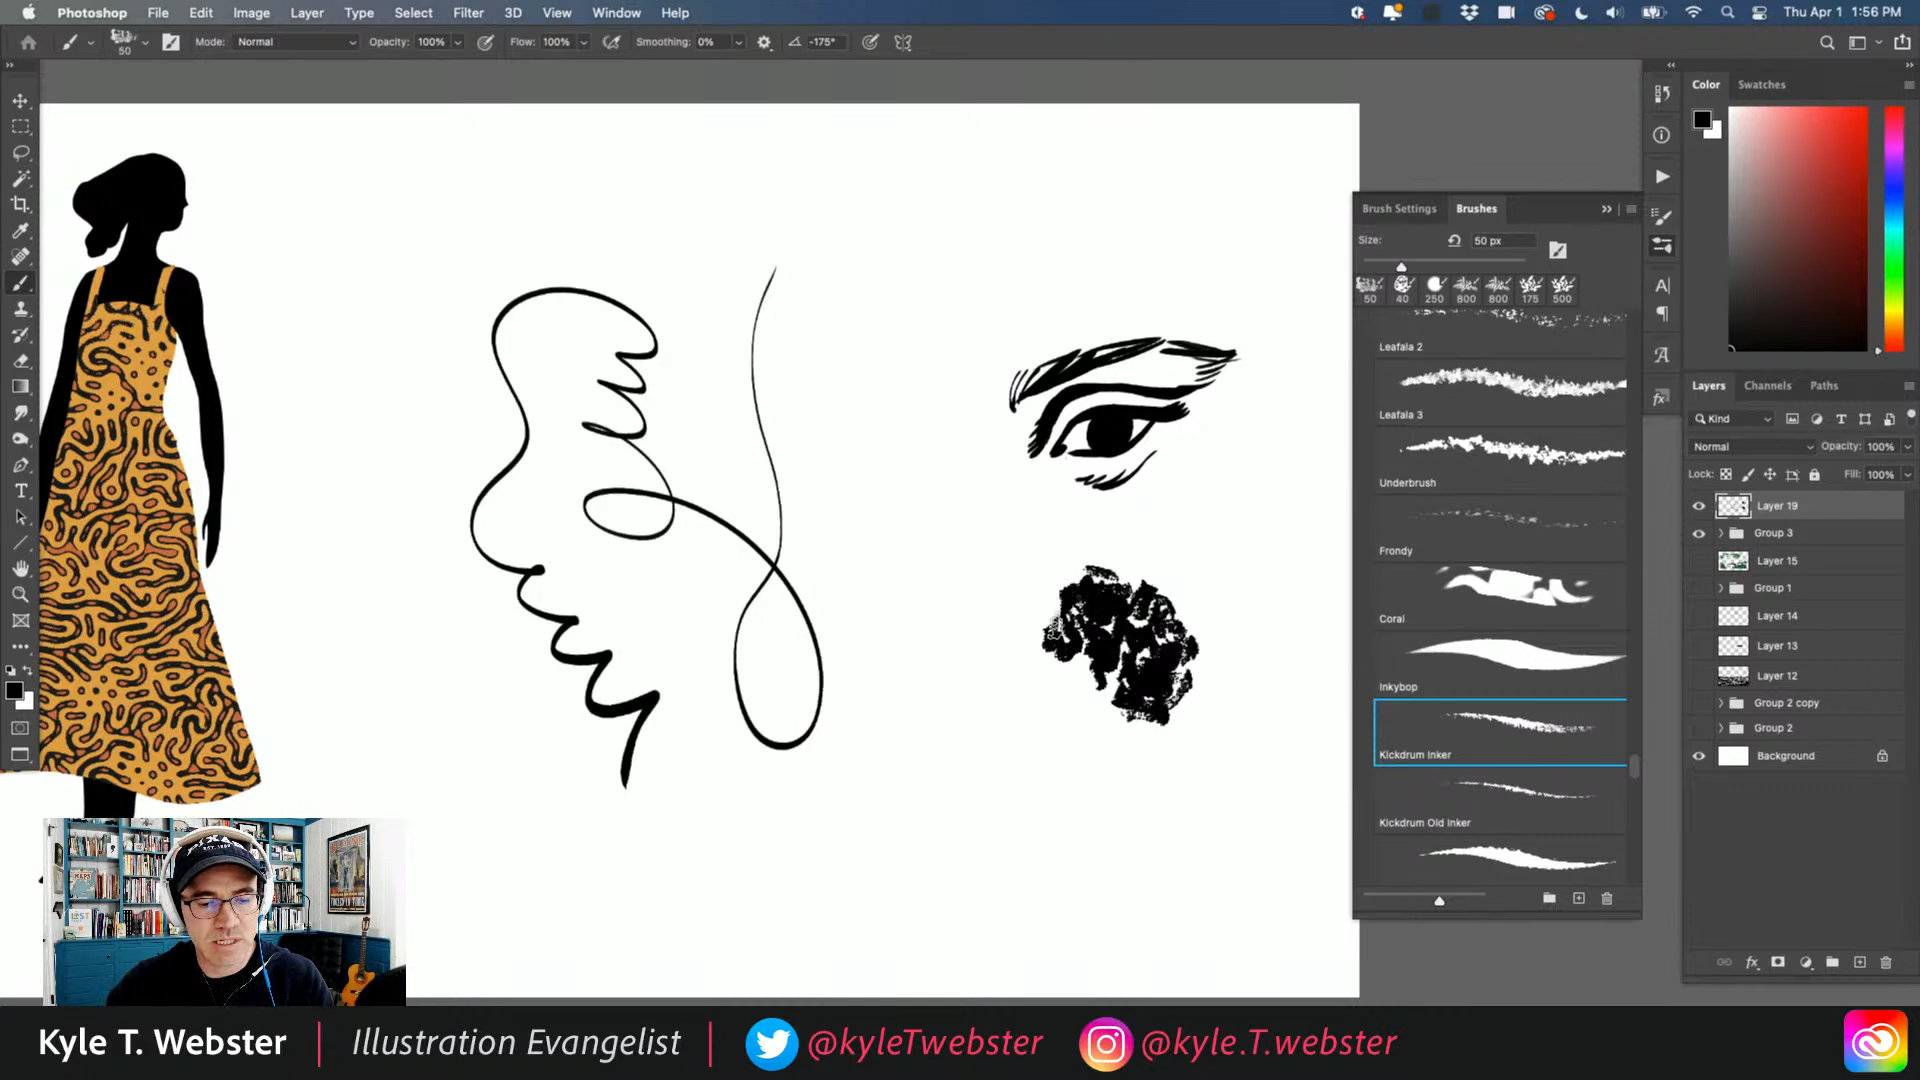 Photoshop File Edit Image Layer Type Select Filter 3D View Window Help Thu Apr 1 1:56 PM
50 Mode: Normal Opacity: 100% Flow: 100% Smoothing: 0% -175°
Color Swatches
Brush Settings Brushes
Size: 50 px
50 40 250 800 800 175 500
Leafala 2
Leafala 3
Underbrush
Frondy
Coral
Inkybop
Kickdrum Inker
Kickdrum Old Inker
Layers Channels Paths
Kind
Normal Opacity: 100%
Lock: Fill: 100%
Layer 19
Group 3
Layer 15
Group 1
Layer 14
Layer 13
Layer 12
Group 2 copy
Group 2
Background
PIXAR
Kyle T. Webster | Illustration Evangelist | @kyleTwebster @kyle.T.webster